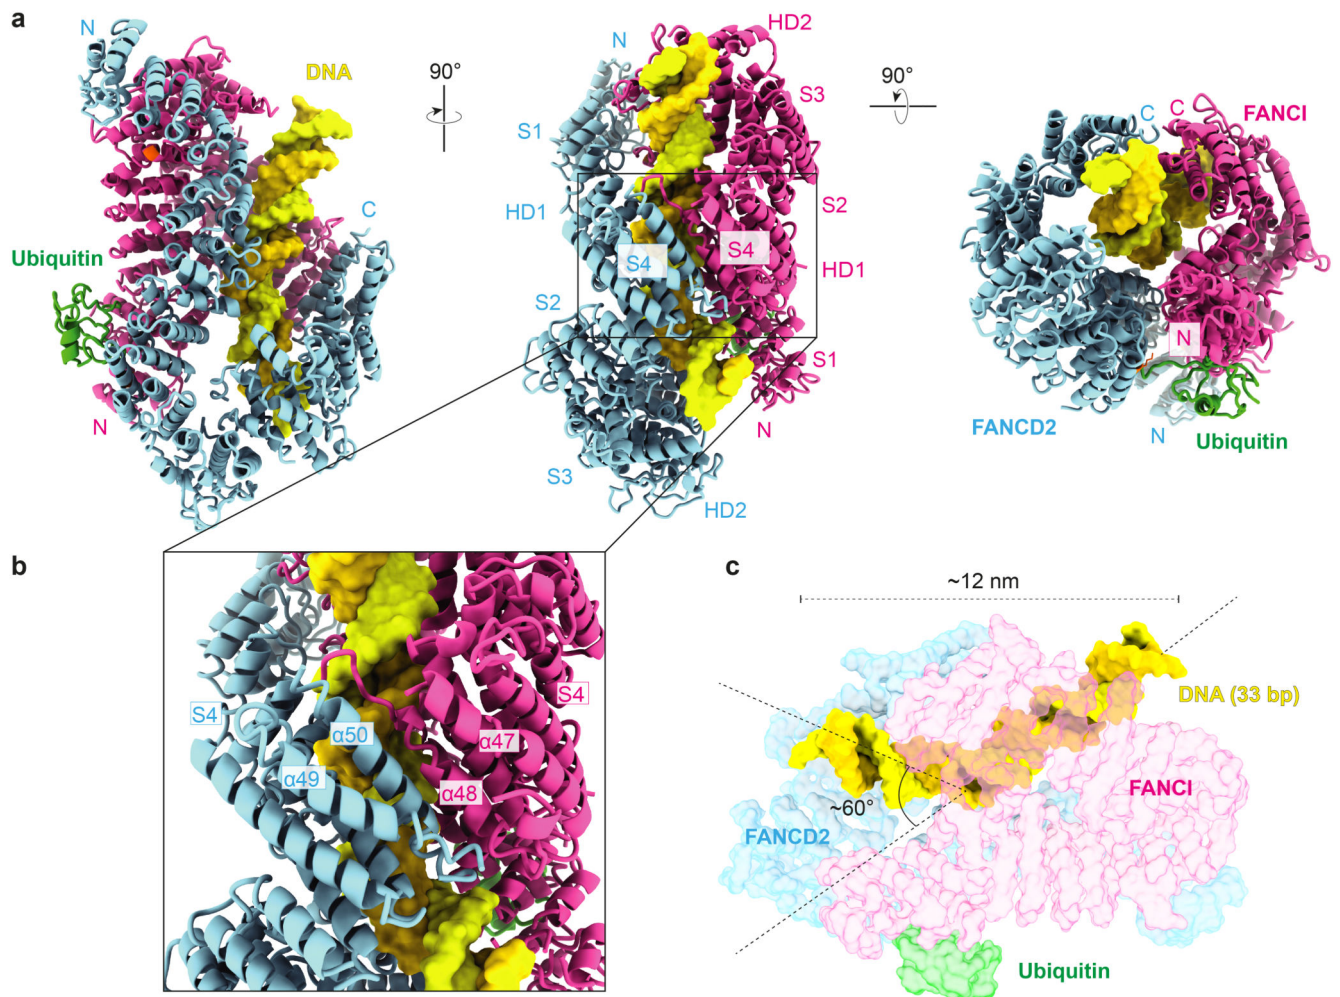 a
N
DNA
Ubiquitin
C
N
90°
N
HD2
S1
S3
HD1
S2
S4
S4
HD1
S2
S1
N
S3
HD2
90°
C
C
FANCI
N
FANCD2
N
Ubiquitin
b
S4
S4
α50
α47
α49
α48
c
~12 nm
DNA (33 bp)
FANCI
~60°
FANCD2
Ubiquitin